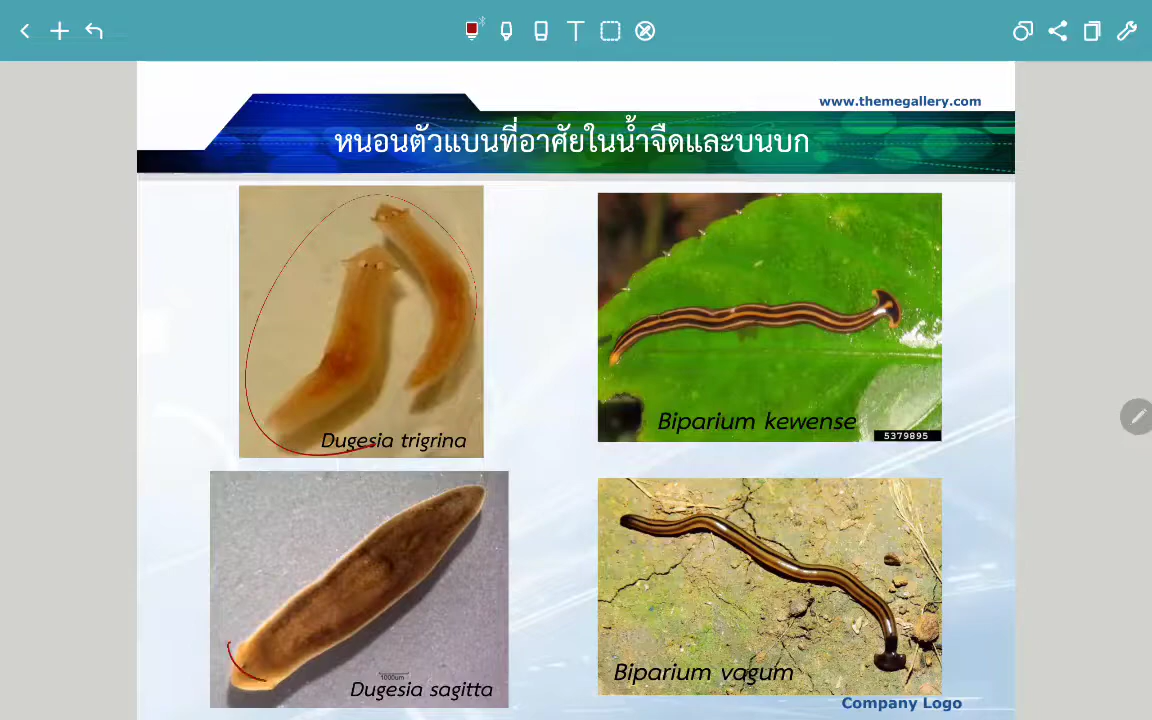 www.themegallery.com
หนอนตัวแบนที่อาศัยในน้ำจืดและบนบก
Dugesia trigrina
Biparium kewense
5379895
1000um
Dugesia sagitta
Biparium vagum
Company Logo